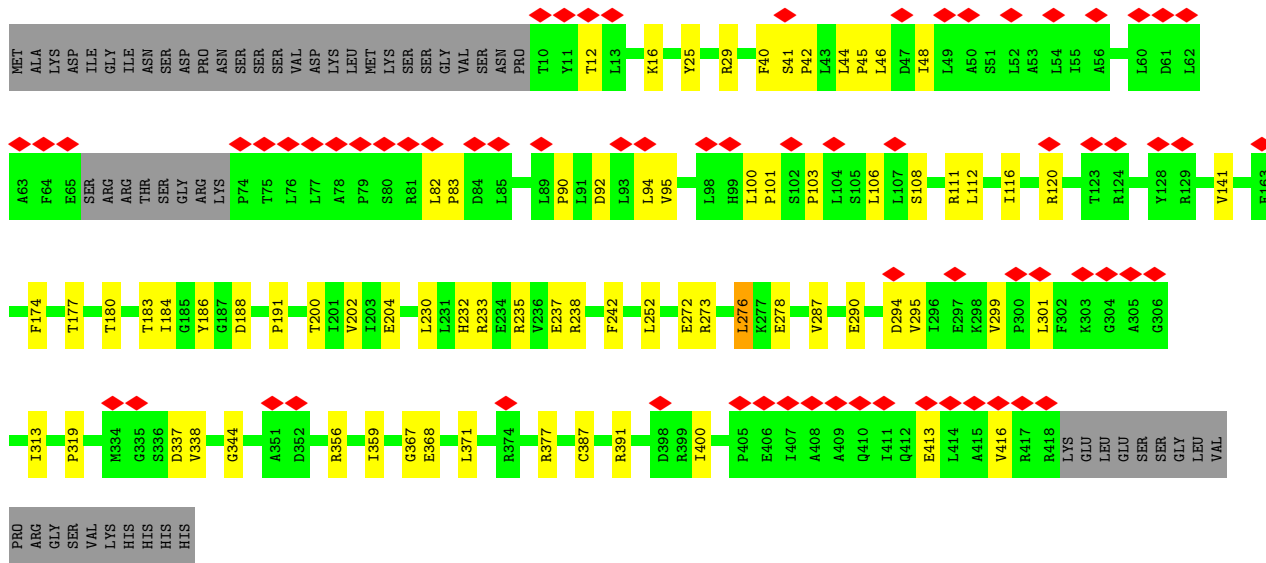 MET ALA LYS ASP ILE GLY ILE ASN SER ASP PRO ASN SER SER SER VAL ASP LYS LEU MET LYS SER SER GLY VAL SER ASN PRO T10 Y11 T12 L13 K16 Y25 R29 F40 S41 P42 L43 L44 P45 L46 D47 I48 L49 A50 S51 L52 A53 L54 I55 A56 L60 D61 L62
A63 F64 E65 SER ARG ARG THR SER GLY ARG LYS P74 T75 L76 L77 A78 P79 S80 R81 L82 P83 D84 L85 L89 P90 L91 D92 L93 L94 V95 L98 H99 L100 P101 S102 P103 L104 S105 L106 L107 S108 R111 L112 I116 R120 T123 R124 Y128 R129 V141 E163
F174 T177 T180 T183 I184 G185 Y186 G187 D188 P191 T200 I201 V202 I203 E204 L230 L231 H232 R233 E234 R235 V236 E237 R238 F242 L252 E272 R273 L276 K277 E278 V287 E290 D294 V295 I296 E297 K298 V299 P300 L301 F302 K303 G304 A305 G306
I313 P319 M334 G335 S336 D337 V338 G344 A351 D352 R356 I359 G367 E368 L371 R374 R377 C387 R391 D398 R399 I400 P405 E406 I407 A408 A409 Q410 I411 Q412 E413 L414 A415 V416 R417 R418 LYS GLU LEU GLU SER SER GLY LEU VAL
PRO ARG GLY SER VAL LYS HIS HIS HIS HIS